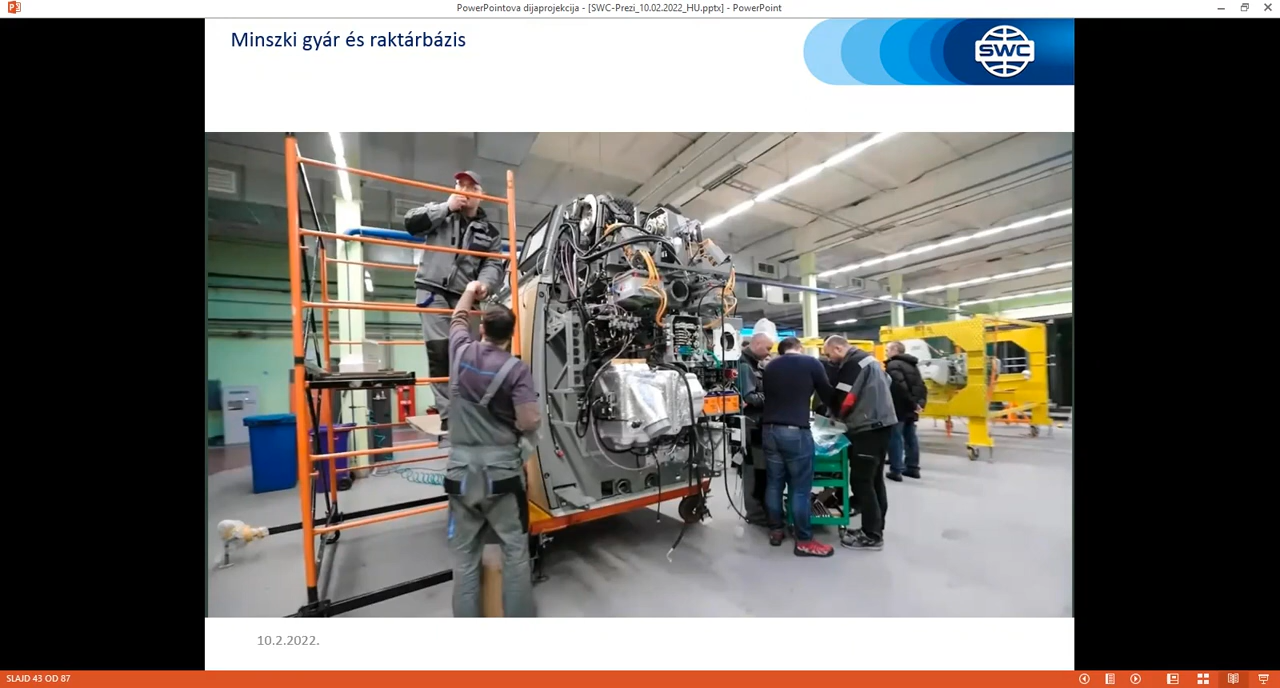 PowerPointova dijaprojekcija - [SWC-Prezi_10.02.2022_HU.pptx] - PowerPoint
Minszki gyár és raktárbázis
SWC
10.2.2022.
SLAJD 43 OD 87